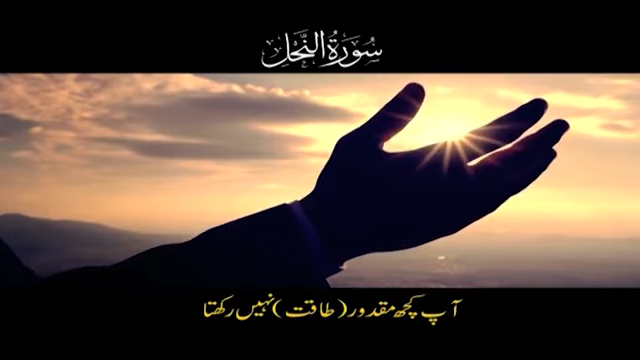 سُورَةُ النَّحل
آپ کچھ مقدور (طاقت) نہیں رکھتا